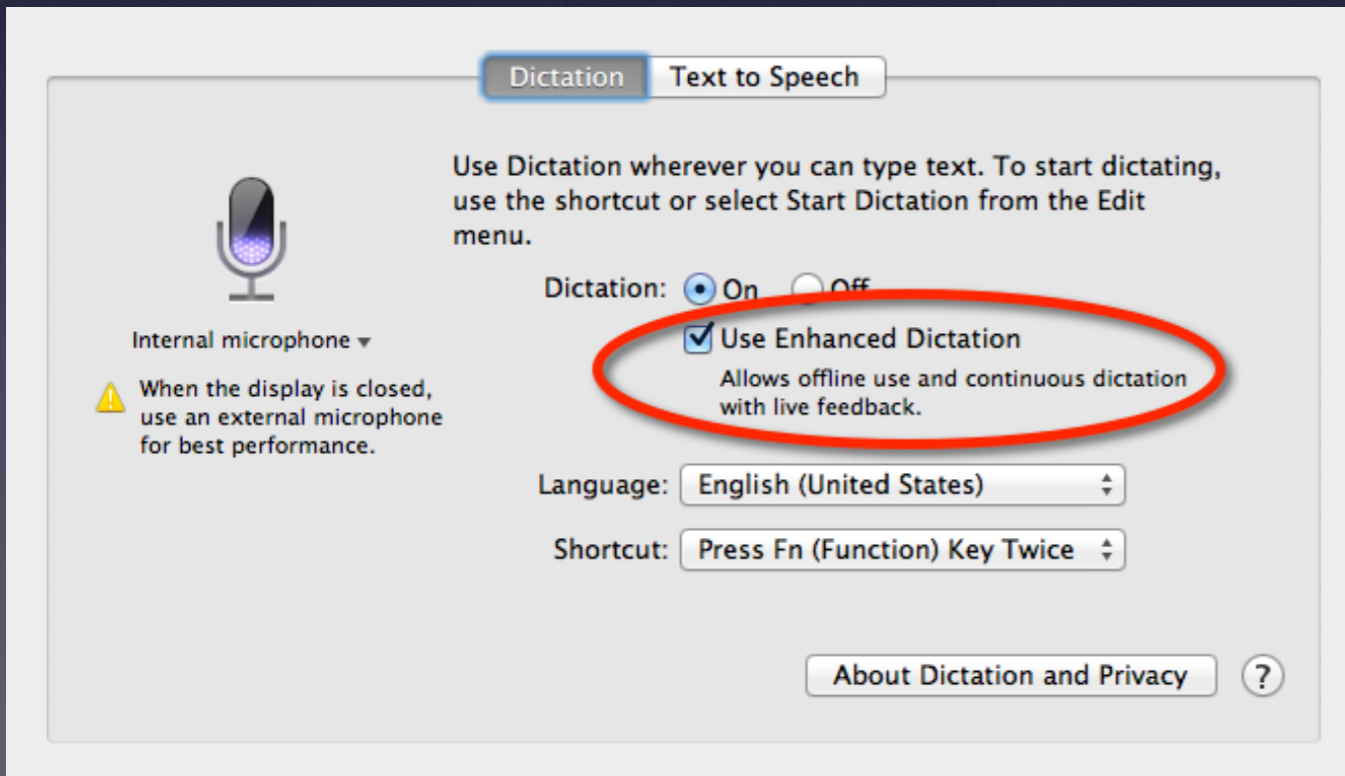 Dictation
Text to Speech
Use Dictation wherever you can type text. To start dictating,
use the shortcut or select Start Dictation from the Edit
menu.
Dictation: On Off
Use Enhanced Dictation
Allows offline use and continuous dictation
with live feedback.
Internal microphone
When the display is closed,
use an external microphone
for best performance.
Language: English (United States)
Shortcut: Press Fn (Function) Key Twice
About Dictation and Privacy ?